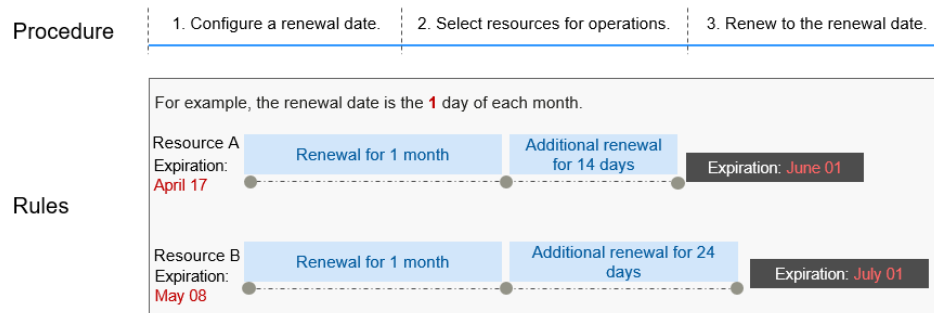 Procedure
1. Configure a renewal date.
2. Select resources for operations.
3. Renew to the renewal date.
Rules
For example, the renewal date is the 1 day of each month.
Resource A
Expiration:
April 17
Renewal for 1 month
Additional renewal
for 14 days
Expiration: June 01
Resource B
Expiration:
May 08
Renewal for 1 month
Additional renewal for 24
days
Expiration: July 01